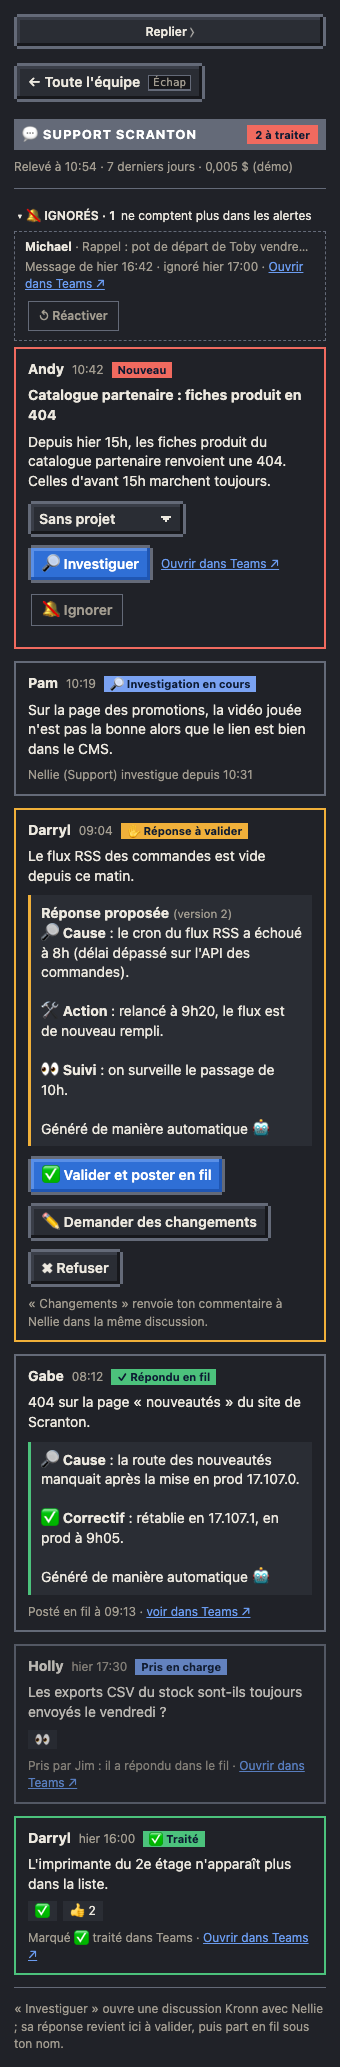 Replier 〉
← Toute l'équipe Échap
💬 SUPPORT SCRANTON 2 à traiter
Relevé à 10:54 · 7 derniers jours · 0,005 $ (démo)
▾ 🔕 IGNORÉS · 1 ne comptent plus dans les alertes
Michael · Rappel : pot de départ de Toby vendre…
Message de hier 16:42 · ignoré hier 17:00 · Ouvrir
dans Teams ↗
↺ Réactiver
Andy 10:42 Nouveau
Catalogue partenaire : fiches produit en
404
Depuis hier 15h, les fiches produit du
catalogue partenaire renvoient une 404.
Celles d'avant 15h marchent toujours.
Sans projet
🔎 Investiguer Ouvrir dans Teams ↗
🔕 Ignorer
Pam 10:19 🔎 Investigation en cours
Sur la page des promotions, la vidéo jouée
n'est pas la bonne alors que le lien est bien
dans le CMS.
Nellie (Support) investigue depuis 10:31
Darryl 09:04 ✋ Réponse à valider
Le flux RSS des commandes est vide
depuis ce matin.
Réponse proposée (version 2)
🔎 Cause : le cron du flux RSS a échoué
à 8h (délai dépassé sur l'API des
commandes).
🛠 Action : relancé à 9h20, le flux est
de nouveau rempli.
👀 Suivi : on surveille le passage de
10h.
Généré de manière automatique 🤖
✅ Valider et poster en fil
✏️ Demander des changements
✖ Refuser
« Changements » renvoie ton commentaire à
Nellie dans la même discussion.
Gabe 08:12 ✓ Répondu en fil
404 sur la page « nouveautés » du site de
Scranton.
🔎 Cause : la route des nouveautés
manquait après la mise en prod 17.107.0.
✅ Correctif : rétablie en 17.107.1, en
prod à 9h05.
Généré de manière automatique 🤖
Posté en fil à 09:13 · voir dans Teams ↗
Holly hier 17:30 Pris en charge
Les exports CSV du stock sont-ils toujours
envoyés le vendredi ?
👀
Pris par Jim : il a répondu dans le fil · Ouvrir dans
Teams ↗
Darryl hier 16:00 ✅ Traité
L'imprimante du 2e étage n'apparaît plus
dans la liste.
✅ 👍 2
Marqué ✅ traité dans Teams · Ouvrir dans Teams
↗
« Investiguer » ouvre une discussion Kronn avec Nellie
; sa réponse revient ici à valider, puis part en fil sous
ton nom.